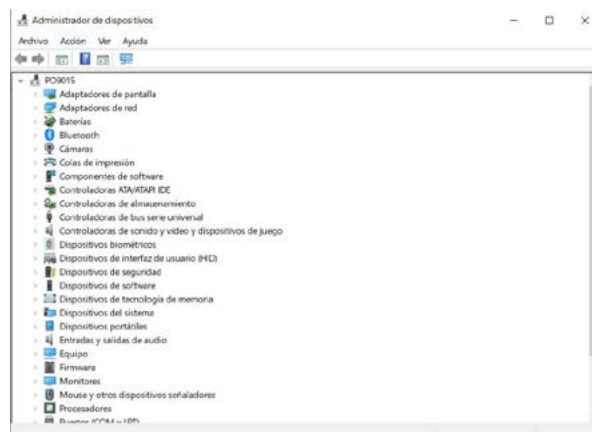 Administrador de dispositivos
Archivo Acción Ver Ayuda
PO9015
Adaptadores de pantalla
Adaptadores de red
Baterías
Bluetooth
Cámaras
Colas de impresión
Componentes de software
Controladoras ATA/ATAPI IDE
Controladoras de almacenamiento
Controladoras de bus serie universal
Controladoras de sonido y video y dispositivos de juego
Dispositivos biométricos
Dispositivos de interfaz de usuario (HID)
Dispositivos de seguridad
Dispositivos de software
Dispositivos de tecnología de memoria
Dispositivos del sistema
Dispositivos portátiles
Entradas y salidas de audio
Equipo
Firmware
Monitores
Mouse y otros dispositivos señaladores
Procesadores
Puertos (COM y LPT)